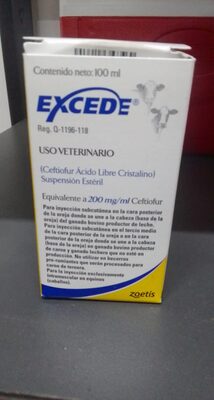 Contenido neto: 100 ml
EXCEDE®
Reg. Q-1196-118
USO VETERINARIO
(Ceftiofur Ácido Libre Cristalino)
Suspensión Estéril
Equivalente a 200 mg/ml Ceftiofur
Para inyección subcutánea en la cara posterior
de la oreja donde se une a la cabeza (base de la
oreja) del ganado bovino productor de leche.
Para inyección subcutánea en el tercio medio
de la cara posterior de la oreja o en la cara
posterior de la oreja donde se une a la cabeza
(base de la oreja) en ganado bovino productor
de carne y ganado lechero que no esté en
producción. No utilizar en becerros
pre-rumiantes que serán procesados para
carne de ternera.
Para la inyección exclusivamente
intramuscular en equinos
(caballos).
zoetis